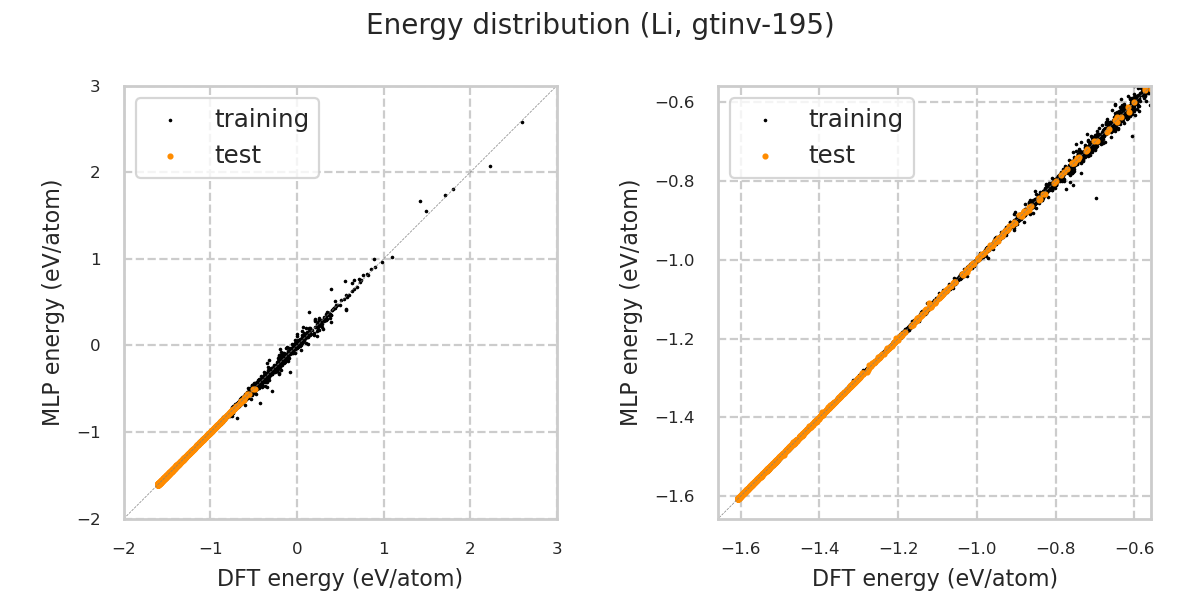 Energy distribution (Li, gtinv-195)
training
test
3
2
1
0
−1
−2
−2
−1
0
1
2
3
MLP energy (eV/atom)
DFT energy (eV/atom)
training
test
−0.6
−0.8
−1.0
−1.2
−1.4
−1.6
−1.6
−1.4
−1.2
−1.0
−0.8
−0.6
MLP energy (eV/atom)
DFT energy (eV/atom)